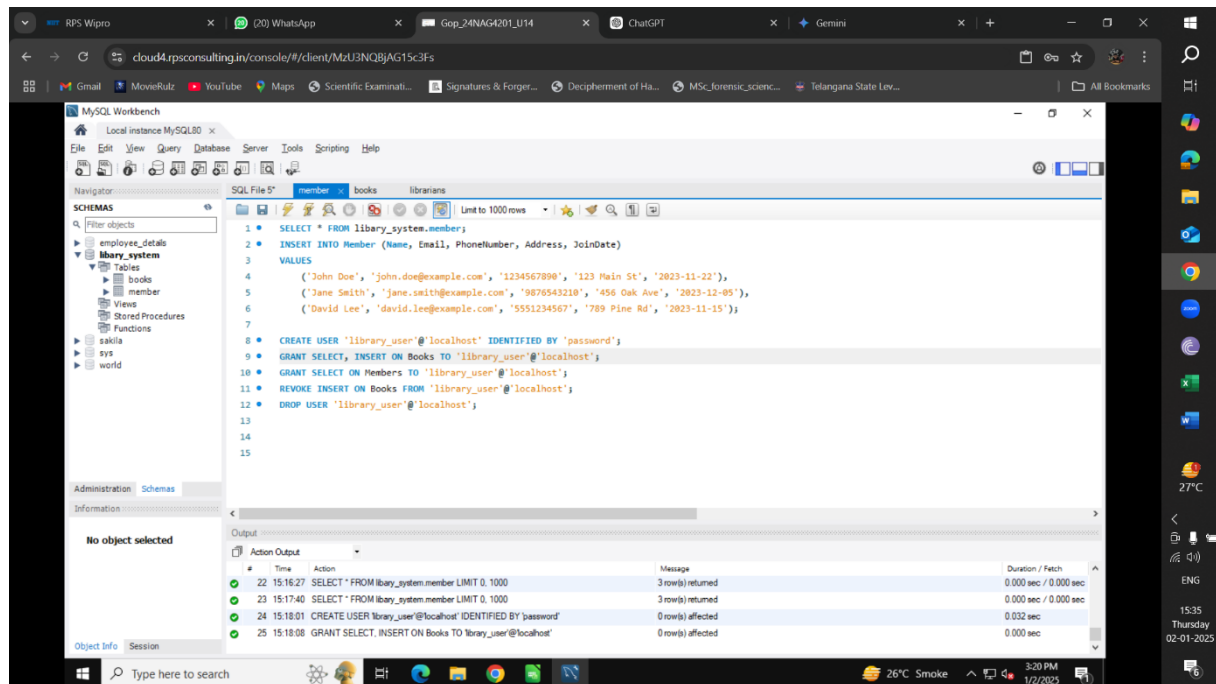 RPS Wipro
(20) WhatsApp
Gop_24NAG4201_U14
ChatGPT
Gemini
cloud4.rpsconsulting.in/console/#/client/MzU3NQBjAG15c3Fs
Gmail MovieRulz YouTube Maps Scientific Examinati... Signatures & Forger... Decipherment of Ha... MSc_forensic_scienc... Telangana State Lev... All Bookmarks
MySQL Workbench
Local instance MySQL80
File Edit View Query Database Server Tools Scripting Help
Navigator
SCHEMAS
Filter objects
employee_detals
libary_system
Tables
books
member
Views
Stored Procedures
Functions
sakila
sys
world
Administration Schemas
Information
No object selected
Object Info Session
SQL File 5* member books librarians
Limit to 1000 rows
1 SELECT * FROM libary_system.member;
2 INSERT INTO Member (Name, Email, PhoneNumber, Address, JoinDate)
3 VALUES
4 ('John Doe', 'john.doe@example.com', '1234567890', '123 Main St', '2023-11-22'),
5 ('Jane Smith', 'jane.smith@example.com', '9876543210', '456 Oak Ave', '2023-12-05'),
6 ('David Lee', 'david.lee@example.com', '5551234567', '789 Pine Rd', '2023-11-15');
7
8 CREATE USER 'library_user'@'localhost' IDENTIFIED BY 'password';
9 GRANT SELECT, INSERT ON Books TO 'library_user'@'localhost';
10 GRANT SELECT ON Members TO 'library_user'@'localhost';
11 REVOKE INSERT ON Books FROM 'library_user'@'localhost';
12 DROP USER 'library_user'@'localhost';
13
14
15
Output
Action Output
# Time Action Message Duration / Fetch
22 15:16:27 SELECT * FROM libary_system.member LIMIT 0, 1000 3 row(s) returned 0.000 sec / 0.000 sec
23 15:17:40 SELECT * FROM libary_system.member LIMIT 0, 1000 3 row(s) returned 0.000 sec / 0.000 sec
24 15:18:01 CREATE USER 'library_user'@'localhost' IDENTIFIED BY 'password' 0 row(s) affected 0.032 sec
25 15:18:08 GRANT SELECT, INSERT ON Books TO 'library_user'@'localhost' 0 row(s) affected 0.000 sec
Type here to search
26°C Smoke
3:20 PM
1/2/2025
27°C
ENG
15:35
Thursday
02-01-2025